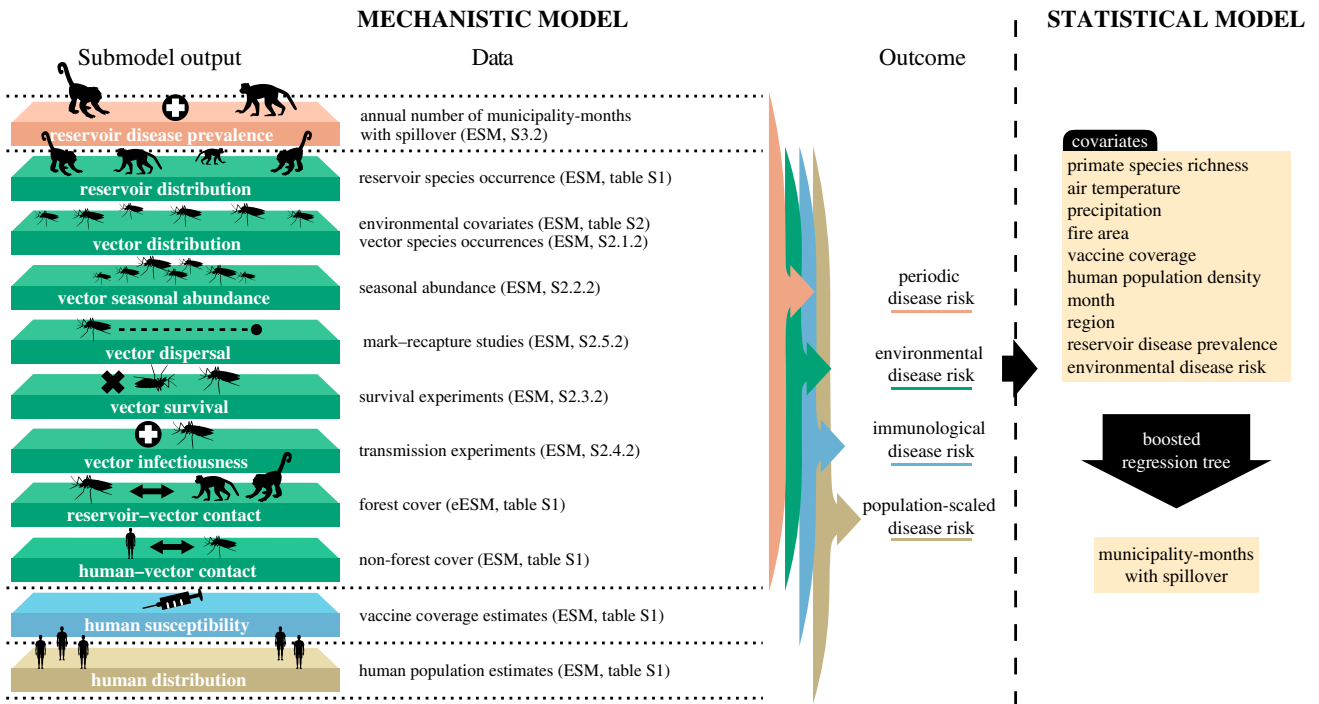 MECHANISTIC MODEL
STATISTICAL MODEL
Submodel output
Data
Outcome
reservoir disease prevalence
annual number of municipality-months
with spillover (ESM, S3.2)
reservoir distribution
reservoir species occurrence (ESM, table S1)
vector distribution
environmental covariates (ESM, table S2)
vector species occurrences (ESM, S2.1.2)
vector seasonal abundance
seasonal abundance (ESM, S2.2.2)
vector dispersal
mark–recapture studies (ESM, S2.5.2)
vector survival
survival experiments (ESM, S2.3.2)
vector infectiousness
transmission experiments (ESM, S2.4.2)
reservoir–vector contact
forest cover (eESM, table S1)
human–vector contact
non-forest cover (ESM, table S1)
human susceptibility
vaccine coverage estimates (ESM, table S1)
human distribution
human population estimates (ESM, table S1)
periodic
disease risk
environmental
disease risk
immunological
disease risk
population-scaled
disease risk
covariates
primate species richness
air temperature
precipitation
fire area
vaccine coverage
human population density
month
region
reservoir disease prevalence
environmental disease risk
boosted
regression tree
municipality-months
with spillover